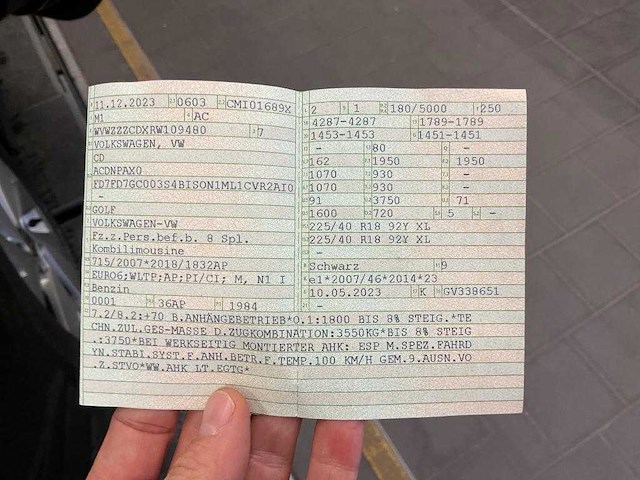 11.12.2023 0603 CMI01689X
M1 AC
WVWZZZCDXRW109480 7
VOLKSWAGEN, VW
CD
ACDNPAX0
FD7FD7GC003S4BISON1ML1CVR2AI0
-
GOLF
VOLKSWAGEN-VW
Fz.z.Pers.bef.b. 8 Spl.
Kombilimousine
715/2007*2018/1832AP
EURO6;WLTP;AP;PI/CI; M, N1 I
Benzin
0001 36AP 1984
2 1 180/5000 250
4287-4287 1789-1789
1453-1453 1451-1451
- 80 -
162 1950 1950
1070 930 -
1070 930 -
91 3750 71
1600 720 5 -
225/40 R18 92Y XL
225/40 R18 92Y XL
-
Schwarz 9
e1*2007/46*2014*23
10.05.2023 K GV338651
-
7.2/8.2:+70 B.ANHÄNGEBETRIEB*O.1:1800 BIS 8% STEIG.*TE
CHN.ZUL.GES-MASSE D.ZUGKOMBINATION:3550KG*BIS 8% STEIG
.:3750*BEI WERKSEITIG MONTIERTER AHK: ESP M.SPEZ.FAHRD
YN.STABI.SYST.F.ANH.BETR.F.TEMP.100 KM/H GEM.9.AUSN.VO
.Z.STVO*WW.AHK LT.EGTG*